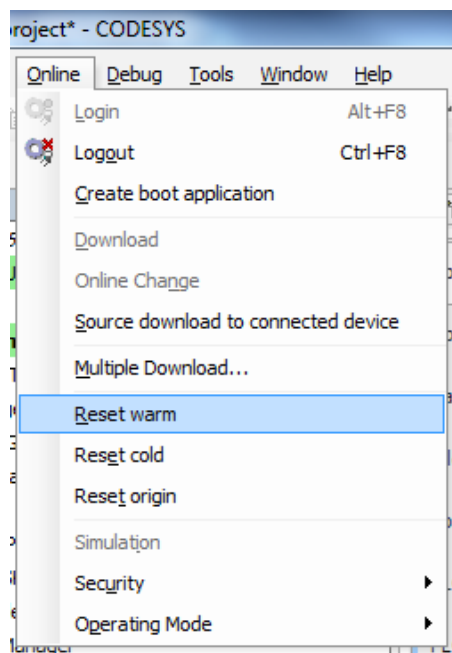 roject* - CODESYS
Online Debug Tools Window Help
Login Alt+F8
Logout Ctrl+F8
Create boot application
Download
Online Change
Source download to connected device
Multiple Download...
Reset warm
Reset cold
Reset origin
Simulation
Security
Operating Mode